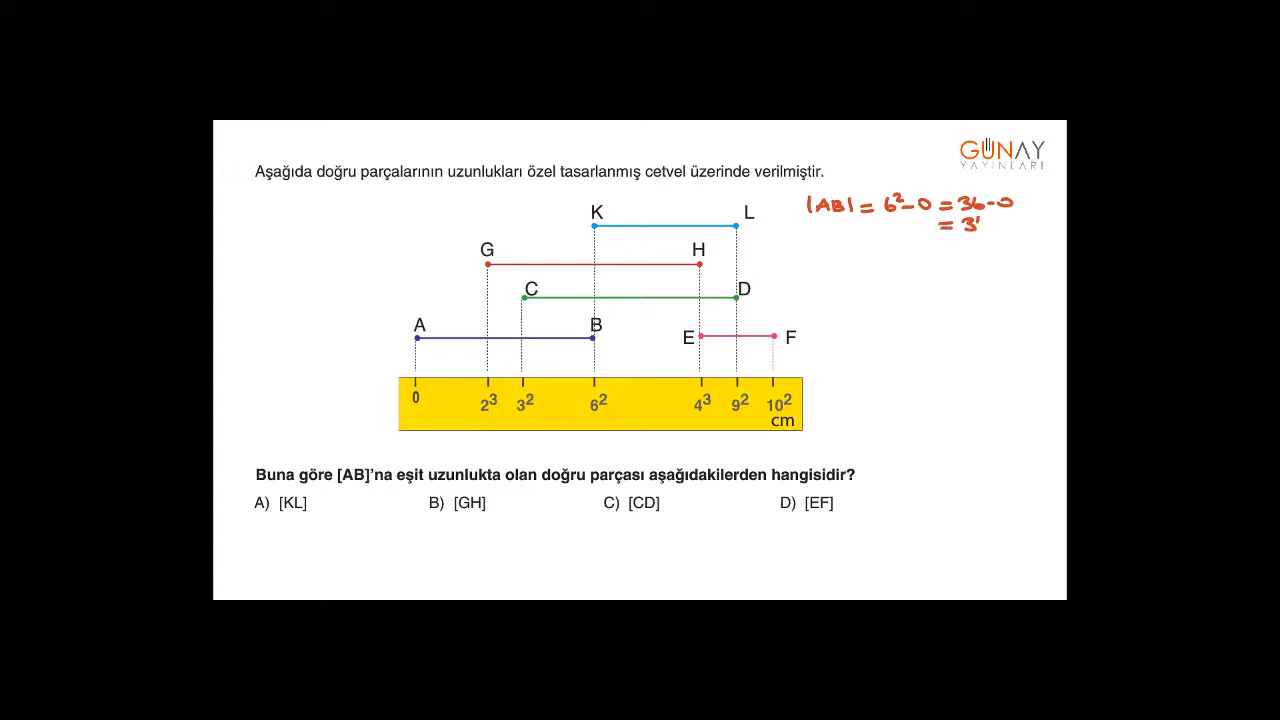 GÜNAY
YAYINLARI
Aşağıda doğru parçalarının uzunlukları özel tasarlanmış cetvel üzerinde verilmiştir.
|AB| = 6² - 0 = 36 - 0
= 3
K L
G H
C D
A B E F
0 2³ 3² 6² 4³ 9² 10²
cm
Buna göre [AB]'na eşit uzunlukta olan doğru parçası aşağıdakilerden hangisidir?
A) [KL] B) [GH] C) [CD] D) [EF]